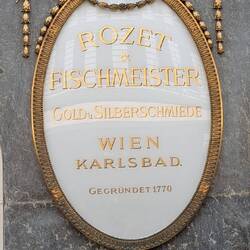 ROZET
*
FISCHMEISTER
GOLD u. SILBERSCHMIEDE
WIEN
KARLSBAD.
GEGRÜNDET 1770